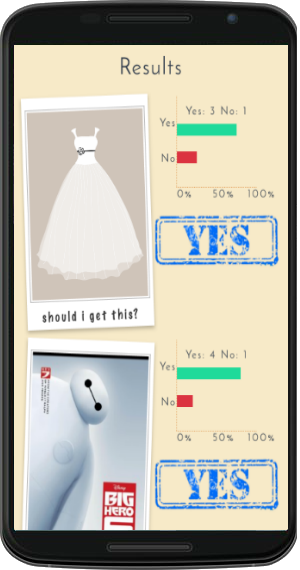 Results
Yes: 3 No: 1
Yes
No
0% 50% 100%
YES
should i get this?
Yes: 4 No: 1
Yes
No
0% 50% 100%
YES
Disney
BIG
HERO